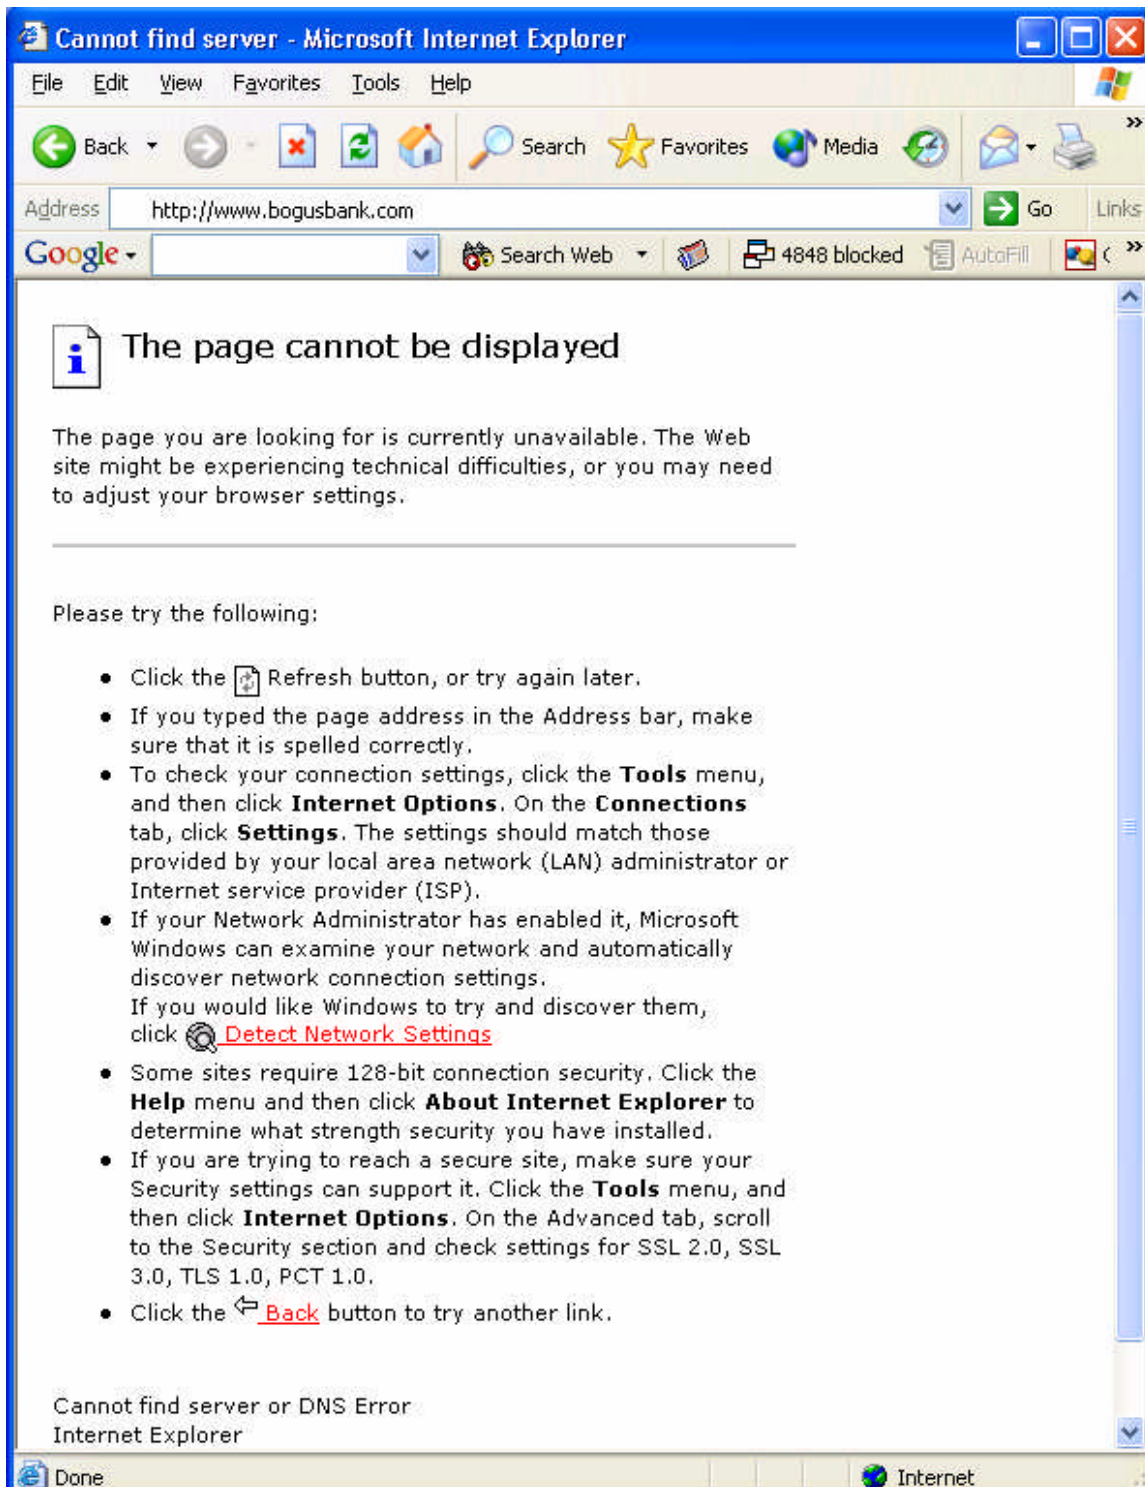 Cannot find server - Microsoft Internet Explorer
File Edit View Favorites Tools Help
Back Search Favorites Media »
Address http://www.bogusbank.com Go Links
Google Search Web 4848 blocked AutoFill »
The page cannot be displayed
The page you are looking for is currently unavailable. The Web
site might be experiencing technical difficulties, or you may need
to adjust your browser settings.
Please try the following:
• Click the Refresh button, or try again later.
• If you typed the page address in the Address bar, make
sure that it is spelled correctly.
• To check your connection settings, click the Tools menu,
and then click Internet Options. On the Connections
tab, click Settings. The settings should match those
provided by your local area network (LAN) administrator or
Internet service provider (ISP).
• If your Network Administrator has enabled it, Microsoft
Windows can examine your network and automatically
discover network connection settings.
If you would like Windows to try and discover them,
click Detect Network Settings
• Some sites require 128-bit connection security. Click the
Help menu and then click About Internet Explorer to
determine what strength security you have installed.
• If you are trying to reach a secure site, make sure your
Security settings can support it. Click the Tools menu, and
then click Internet Options. On the Advanced tab, scroll
to the Security section and check settings for SSL 2.0, SSL
3.0, TLS 1.0, PCT 1.0.
• Click the Back button to try another link.
Cannot find server or DNS Error
Internet Explorer
Done Internet